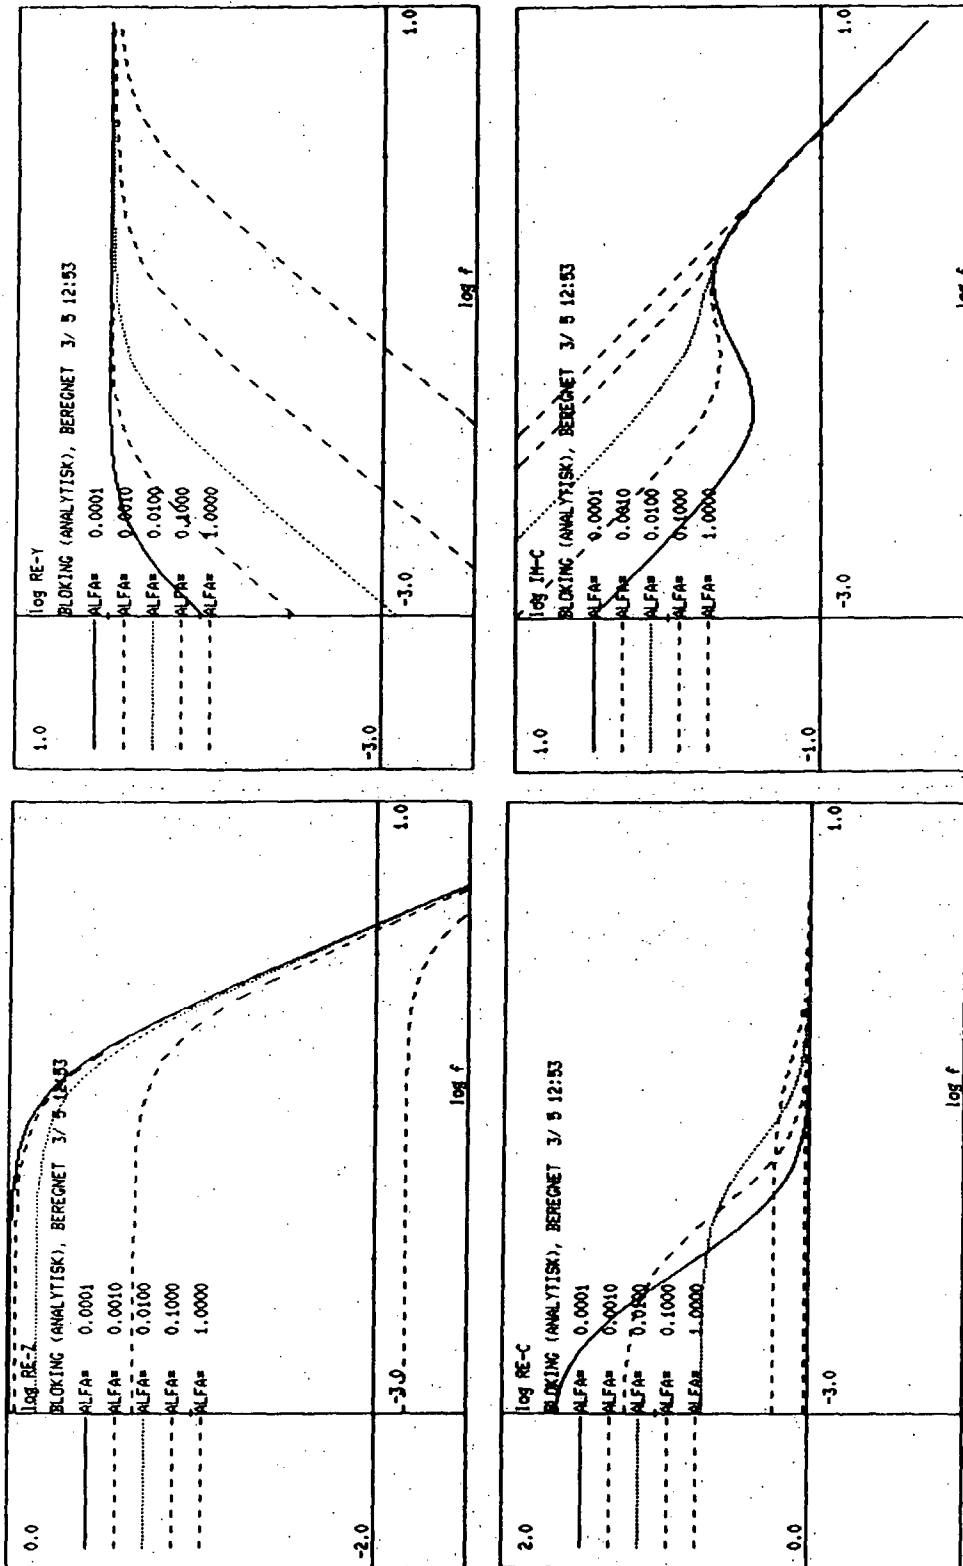 log RE-Y
BLOKING (ANALYTISK), BEREGNET 3/ 5 12:53
ALFA= 0.0001
ALFA= 0.0010
ALFA= 0.0100
ALFA= 0.1000
ALFA= 1.0000
1.0
-3.0
-3.0
1.0
log f
log IM-C
BLOKING (ANALYTISK), BEREGNET 3/ 5 12:53
ALFA= 0.0001
ALFA= 0.0010
ALFA= 0.0100
ALFA= 0.1000
ALFA= 1.0000
1.0
-1.0
-3.0
1.0
log f
log RE-Z
BLOKING (ANALYTISK), BEREGNET 3/ 5 12:53
ALFA= 0.0001
ALFA= 0.0010
ALFA= 0.0100
ALFA= 0.1000
ALFA= 1.0000
0.0
-2.0
-3.0
1.0
log f
log RE-C
BLOKING (ANALYTISK), BEREGNET 3/ 5 12:53
ALFA= 0.0001
ALFA= 0.0010
ALFA= 0.0100
ALFA= 0.1000
ALFA= 1.0000
2.0
0.0
-3.0
1.0
log f